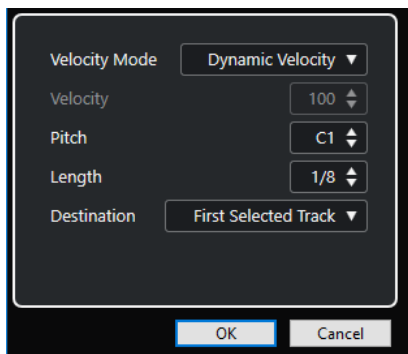 Velocity Mode Dynamic Velocity
Velocity 100
Pitch C1
Length 1/8
Destination First Selected Track
OK Cancel